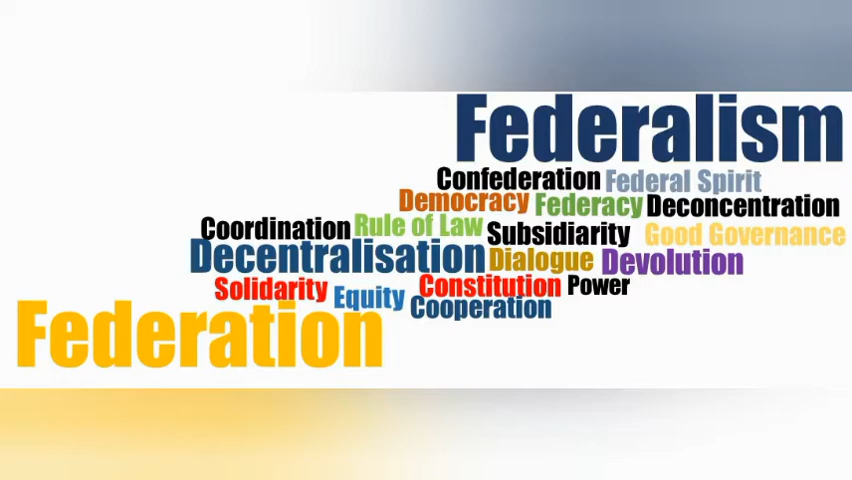 Federalism
Confederation Federal Spirit
Democracy Federacy Deconcentration
Coordination Rule of Law Subsidiarity Good Governance
Decentralisation Dialogue Devolution
Solidarity Equity Constitution Power
Cooperation
Federation